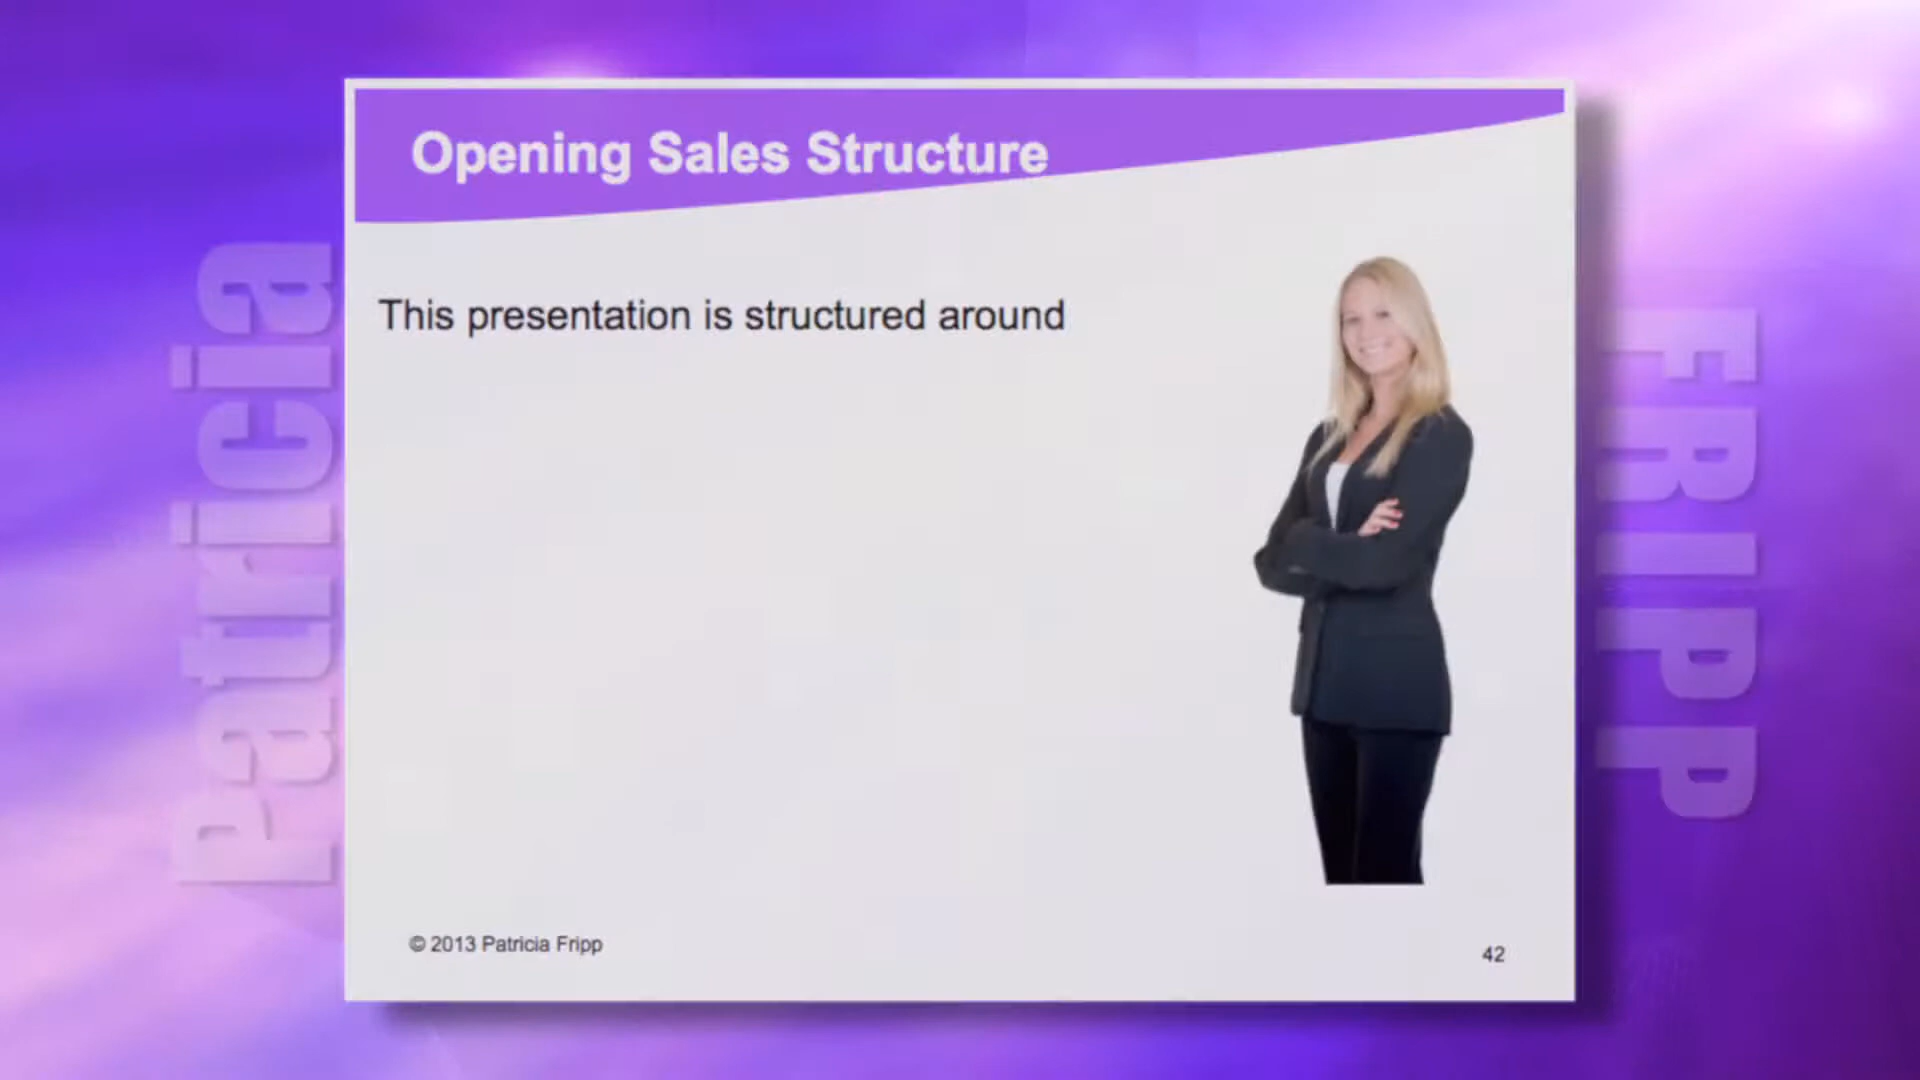 Opening Sales Structure
This presentation is structured around
© 2013 Patricia Fripp
42
Patricia
FRIPP